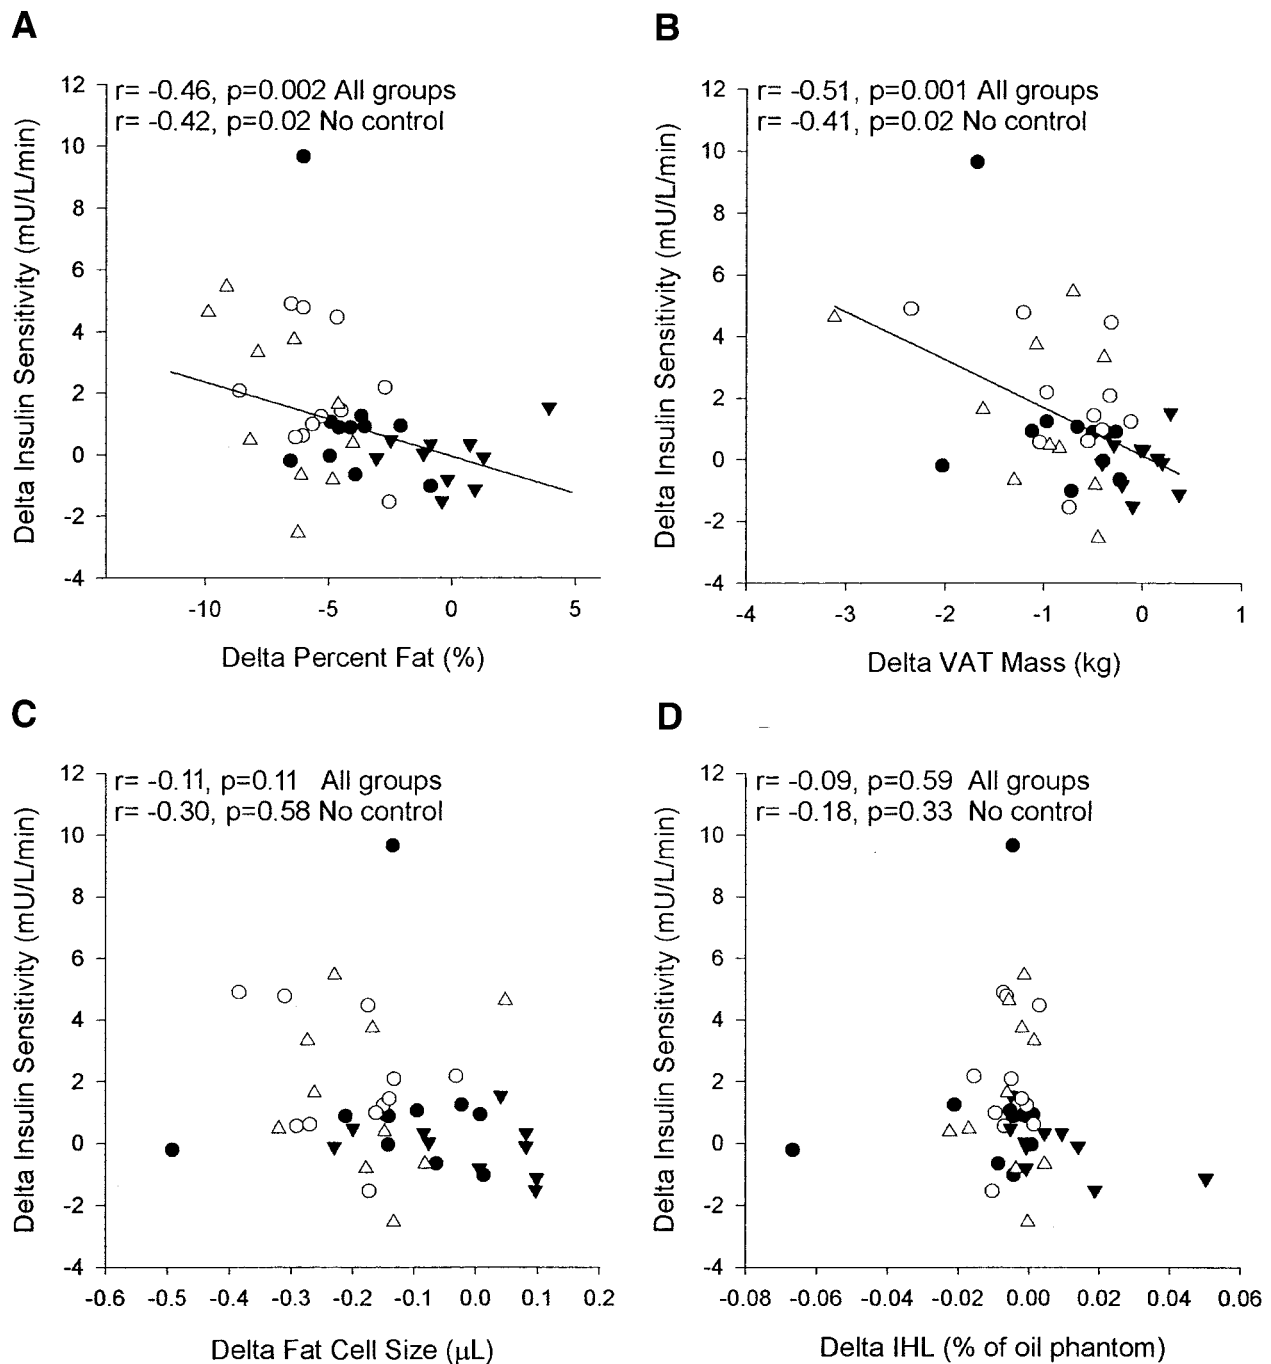 A
r= -0.46, p=0.002 All groups
r= -0.42, p=0.02 No control
Delta Insulin Sensitivity (mU/L/min)
12
10
8
6
4
2
0
-2
-4
-10 -5 0 5
Delta Percent Fat (%)
B
r= -0.51, p=0.001 All groups
r= -0.41, p=0.02 No control
Delta Insulin Sensitivity (mU/L/min)
12
10
8
6
4
2
0
-2
-4
-4 -3 -2 -1 0 1
Delta VAT Mass (kg)
C
r= -0.11, p=0.11 All groups
r= -0.30, p=0.58 No control
Delta Insulin Sensitivity (mU/L/min)
12
10
8
6
4
2
0
-2
-4
-0.6 -0.5 -0.4 -0.3 -0.2 -0.1 0.0 0.1 0.2
Delta Fat Cell Size (µL)
D
r= -0.09, p=0.59 All groups
r= -0.18, p=0.33 No control
Delta Insulin Sensitivity (mU/L/min)
12
10
8
6
4
2
0
-2
-4
-0.08 -0.06 -0.04 -0.02 0.00 0.02 0.04 0.06
Delta IHL (% of oil phantom)